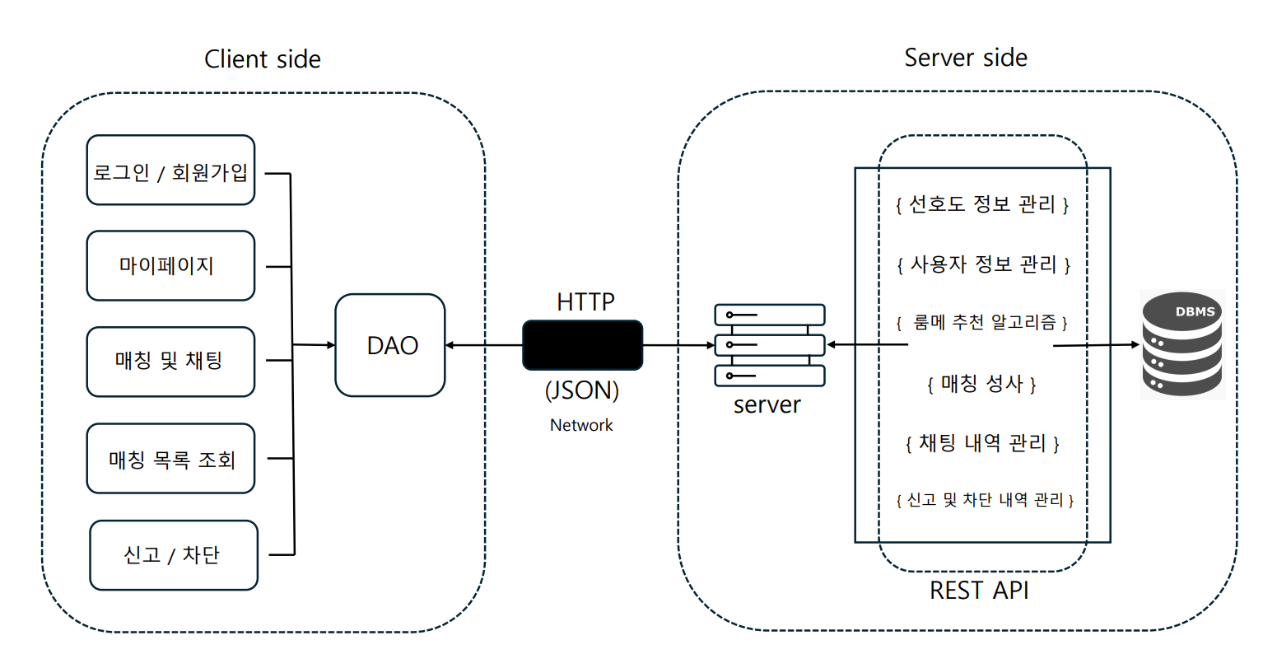 Client side
로그인 / 회원가입
마이페이지
매칭 및 채팅
매칭 목록 조회
신고 / 차단
DAO
HTTP
(JSON)
Network
Server side
server
{ 선호도 정보 관리 }
{ 사용자 정보 관리 }
{ 룸메 추천 알고리즘 }
{ 매칭 성사 }
{ 채팅 내역 관리 }
{ 신고 및 차단 내역 관리 }
REST API
DBMS